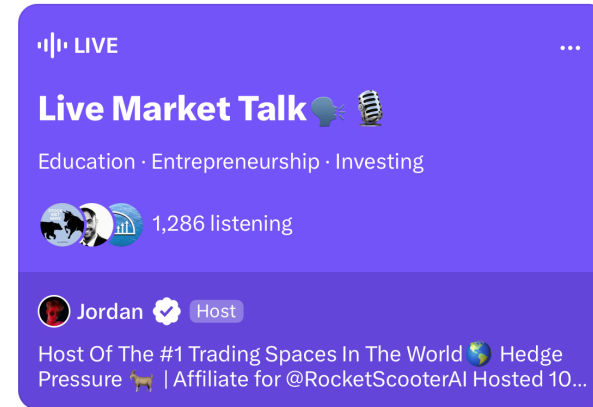 LIVE
Live Market Talk🗣️ 🎙️
Education · Entrepreneurship · Investing
1,286 listening
Jordan Host
Host Of The #1 Trading Spaces In The World🌎 Hedge
Pressure 🐐 | Affiliate for @RocketScooterAI Hosted 10...